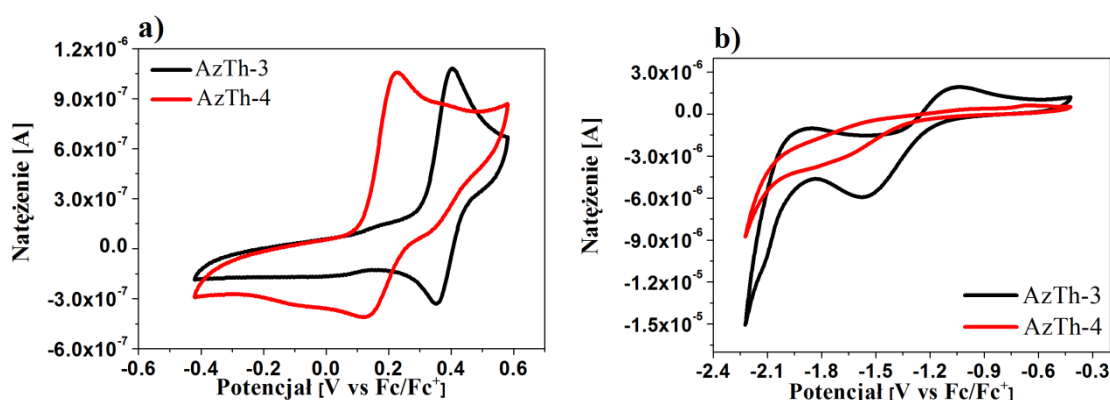 a)
AzTh-3
AzTh-4
Natężenie [A]
1.2x10⁻⁶
9.0x10⁻⁷
6.0x10⁻⁷
3.0x10⁻⁷
0.0
-3.0x10⁻⁷
-6.0x10⁻⁷
-0.6 -0.4 -0.2 0.0 0.2 0.4 0.6
Potencjał [V vs Fc/Fc⁺]
b)
Natężenie [A]
3.0x10⁻⁶
0.0
-3.0x10⁻⁶
-6.0x10⁻⁶
-9.0x10⁻⁶
-1.2x10⁻⁵
-1.5x10⁻⁵
AzTh-3
AzTh-4
-2.4 -2.1 -1.8 -1.5 -1.2 -0.9 -0.6 -0.3
Potencjał [V vs Fc/Fc⁺]